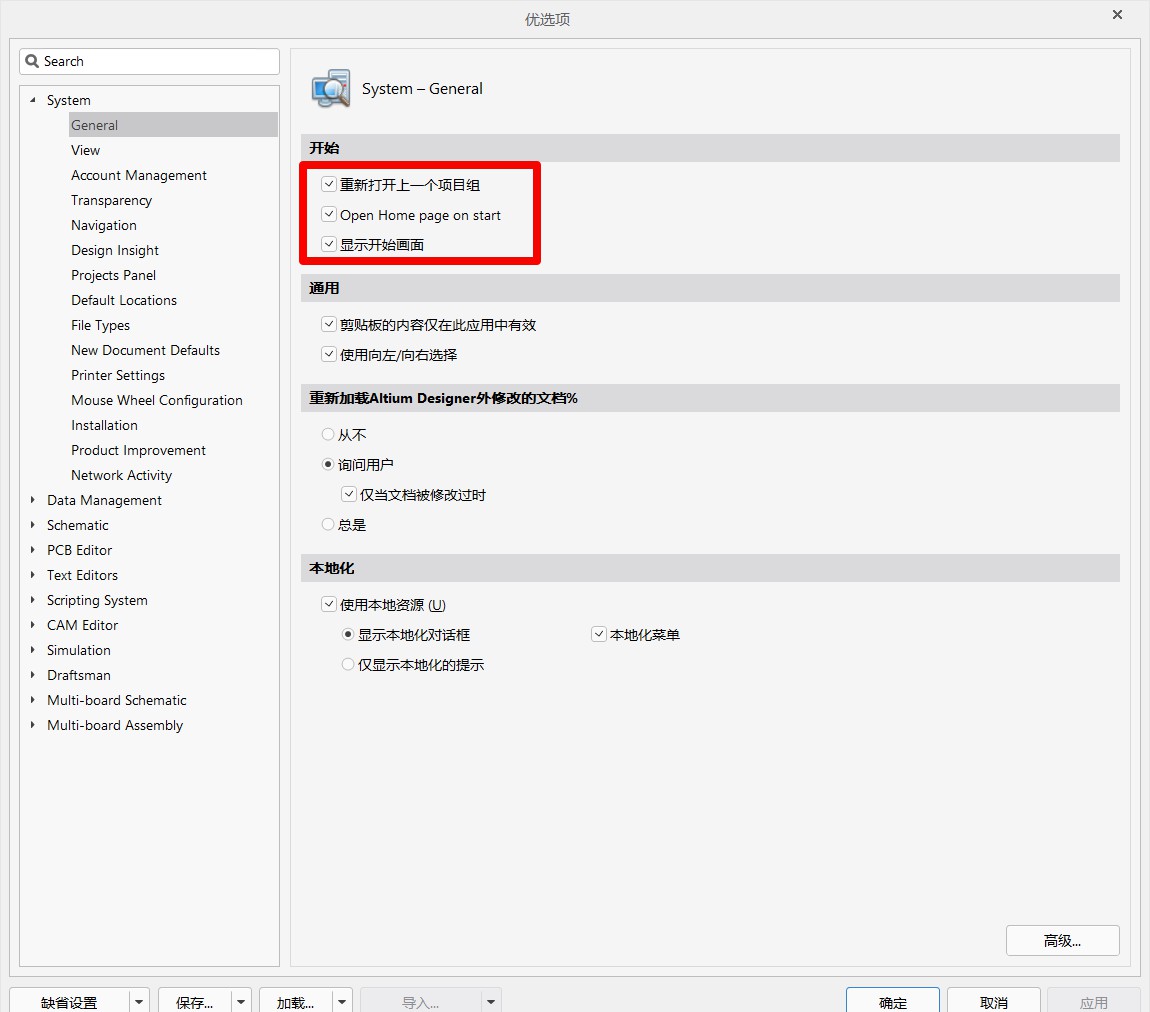 优选项
Search
System
General
View
Account Management
Transparency
Navigation
Design Insight
Projects Panel
Default Locations
File Types
New Document Defaults
Printer Settings
Mouse Wheel Configuration
Installation
Product Improvement
Network Activity
Data Management
Schematic
PCB Editor
Text Editors
Scripting System
CAM Editor
Simulation
Draftsman
Multi-board Schematic
Multi-board Assembly
System – General
开始
重新打开上一个项目组
Open Home page on start
显示开始画面
通用
剪贴板的内容仅在此应用中有效
使用向左/向右选择
重新加载Altium Designer外修改的文档%
从不
询问用户
仅当文档被修改过时
总是
本地化
使用本地资源 (U)
显示本地化对话框
本地化菜单
仅显示本地化的提示
高级...
缺省设置
保存...
加载...
导入...
确定
取消
应用